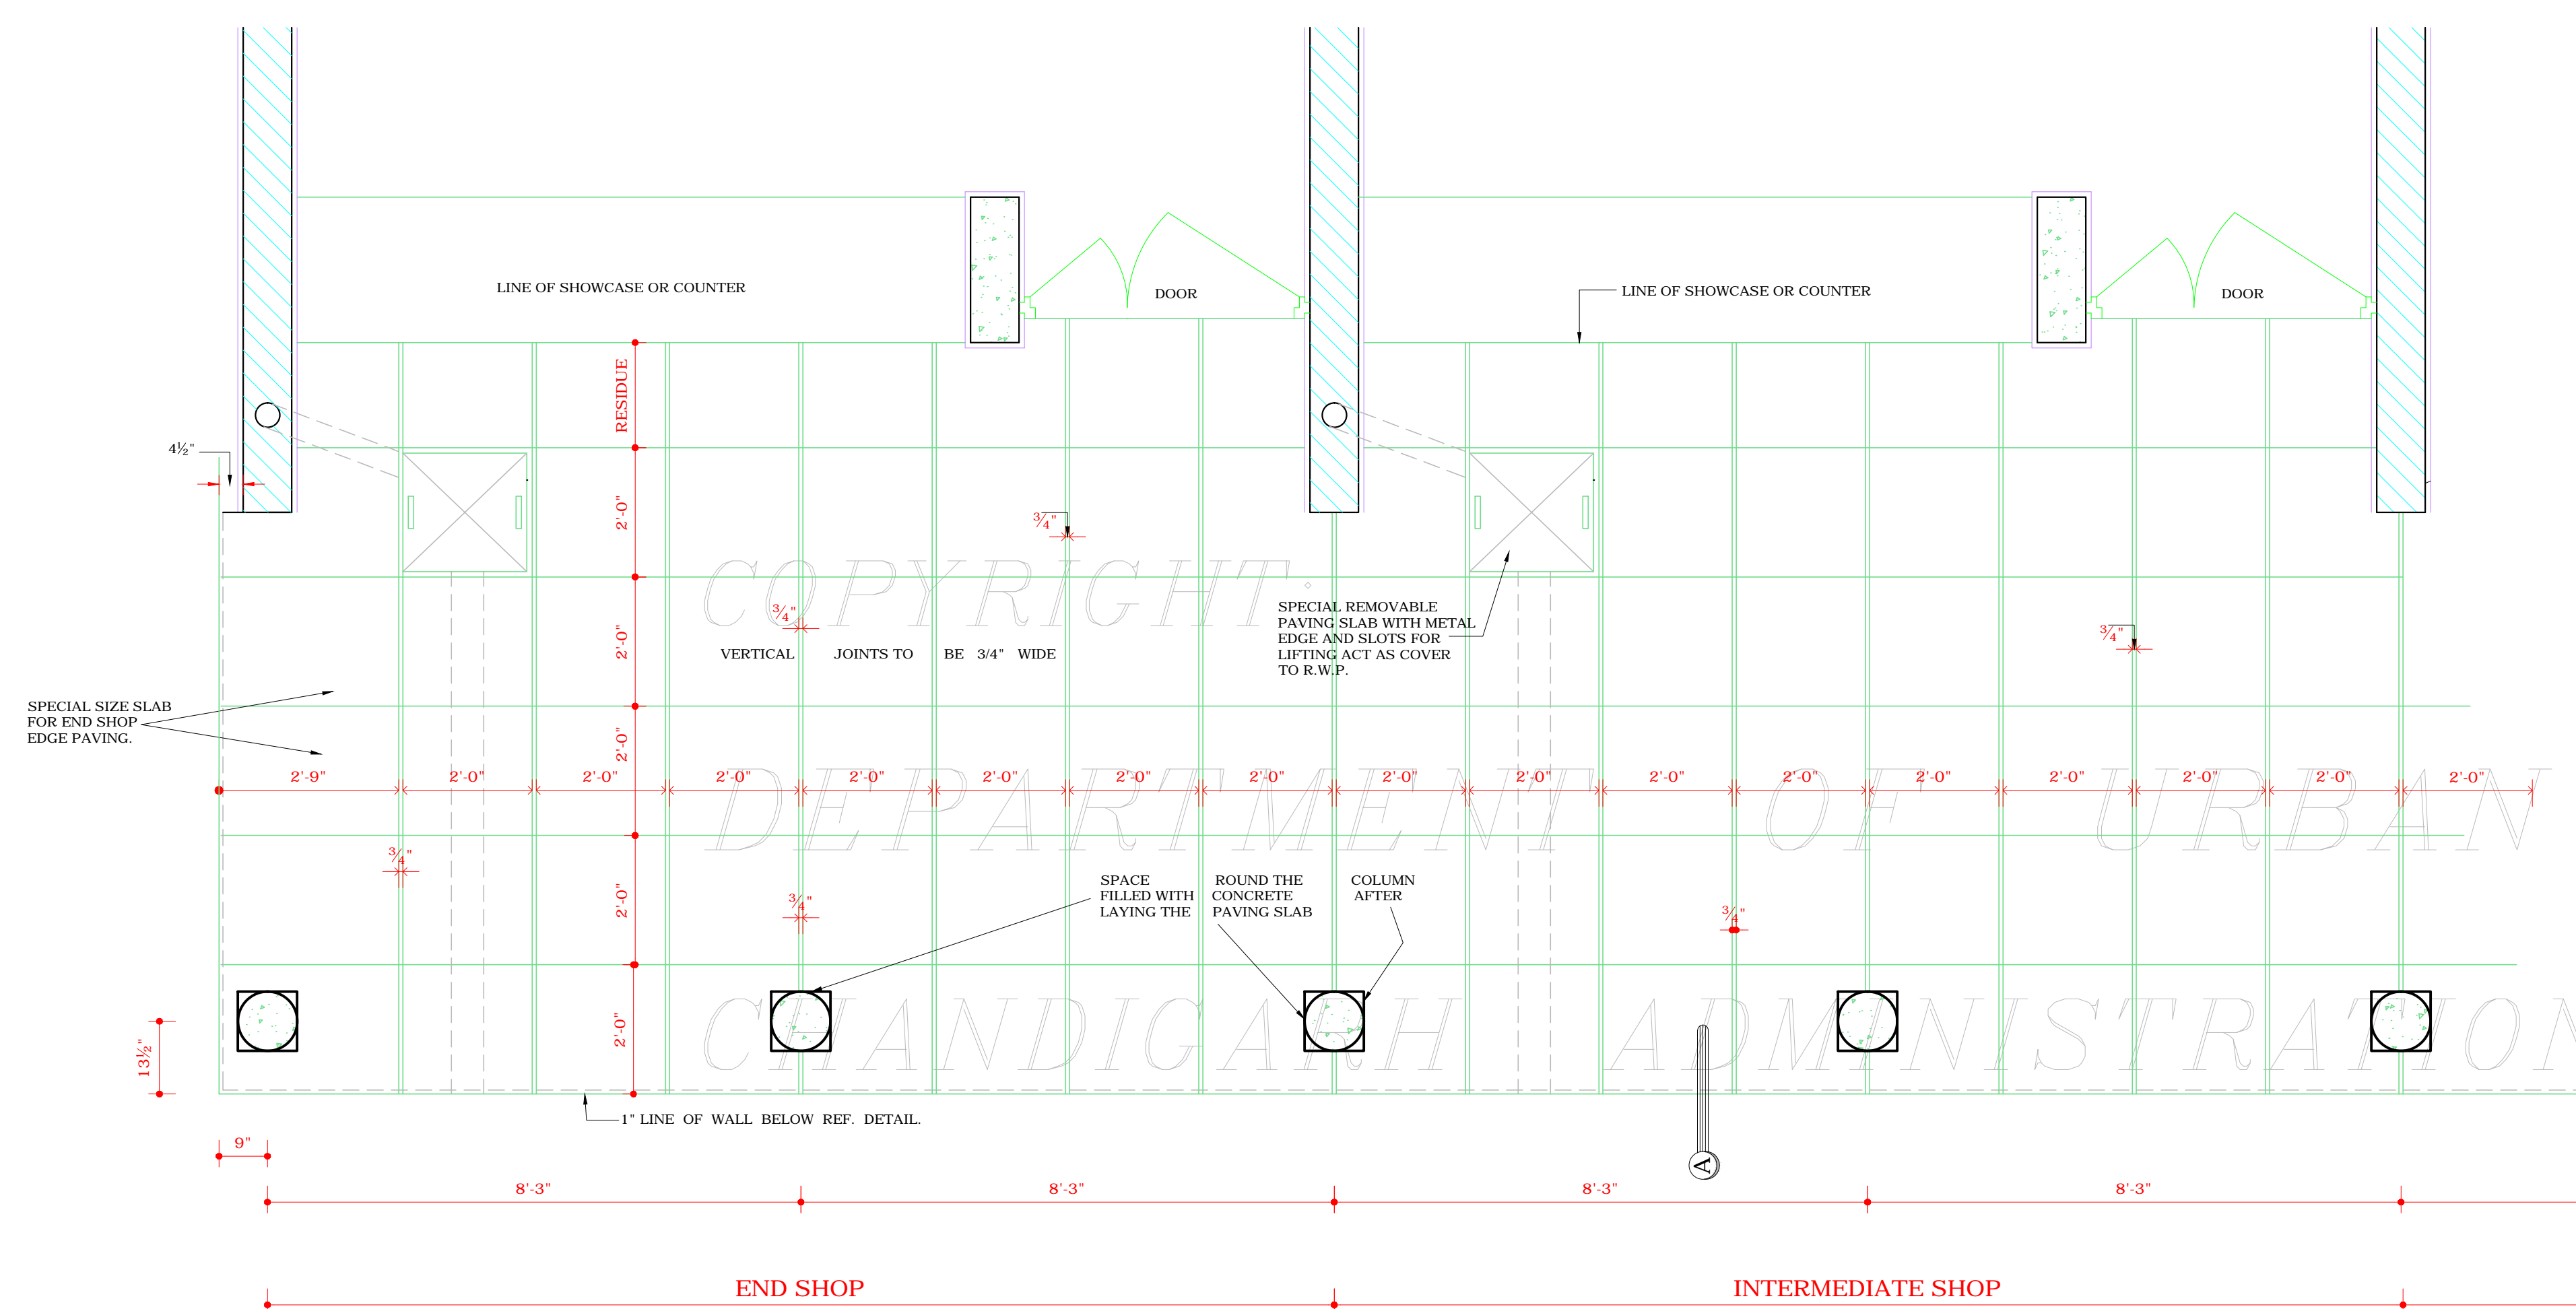 LINE OF SHOWCASE OR COUNTER
DOOR
LINE OF SHOWCASE OR COUNTER
DOOR
RESIDUE
4½"
2'-0"
¾"
COPYRIGHT.
¾"
2'-0"
VERTICAL JOINTS TO BE 3/4" WIDE
SPECIAL REMOVABLE
PAVING SLAB WITH METAL
EDGE AND SLOTS FOR
LIFTING ACT AS COVER
TO R.W.P.
¾"
SPECIAL SIZE SLAB
FOR END SHOP
EDGE PAVING.
2'-0"
2'-9" 2'-0" 2'-0" 2'-0" 2'-0" 2'-0" 2'-0" 2'-0" 2'-0" 2'-0" 2'-0" 2'-0" 2'-0" 2'-0" 2'-0" 2'-0" 2'-0"
DEPARTMENT OF URBAN
¾"
2'-0"
¾"
SPACE ROUND THE COLUMN
FILLED WITH CONCRETE AFTER
LAYING THE PAVING SLAB
¾"
2'-0"
13½"
CHANDIGARH ADMINISTRATION
1" LINE OF WALL BELOW REF. DETAIL.
9"
A
8'-3" 8'-3" 8'-3" 8'-3"
END SHOP INTERMEDIATE SHOP